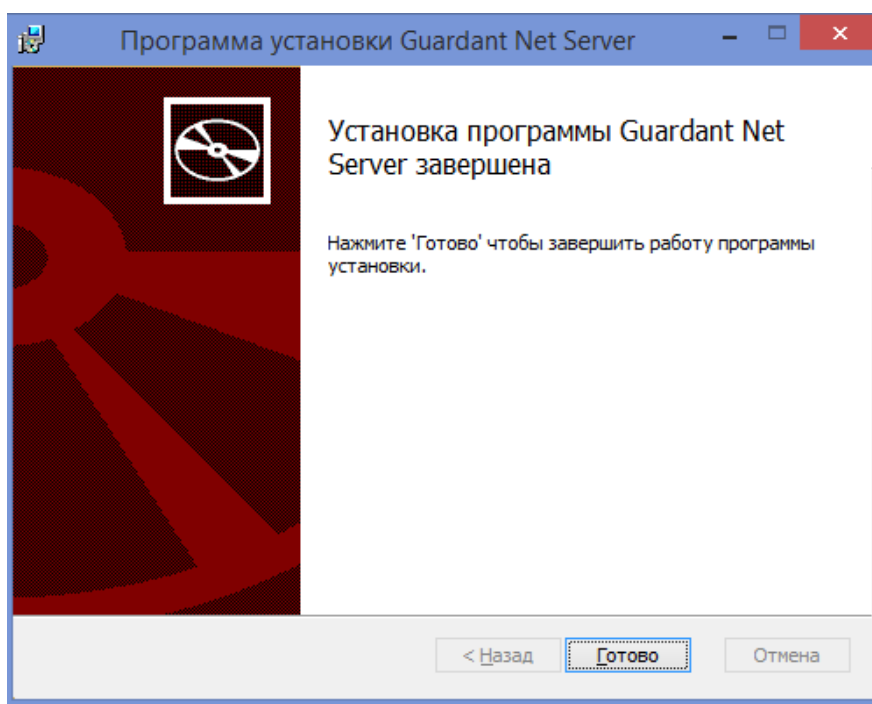 Программа установки Guardant Net Server
Установка программы Guardant Net
Server завершена
Нажмите 'Готово' чтобы завершить работу программы
установки.
< Назад
Готово
Отмена